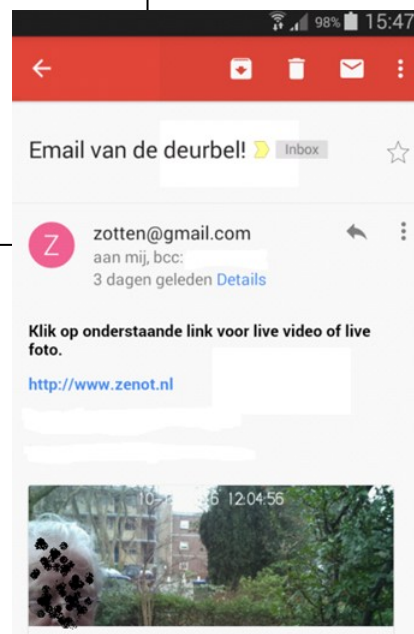 98% 15:47
Email van de deurbel! Inbox
Z
zotten@gmail.com
aan mij, bcc:
3 dagen geleden Details
Klik op onderstaande link voor live video of live
foto.
http://www.zenot.nl
12:04:56